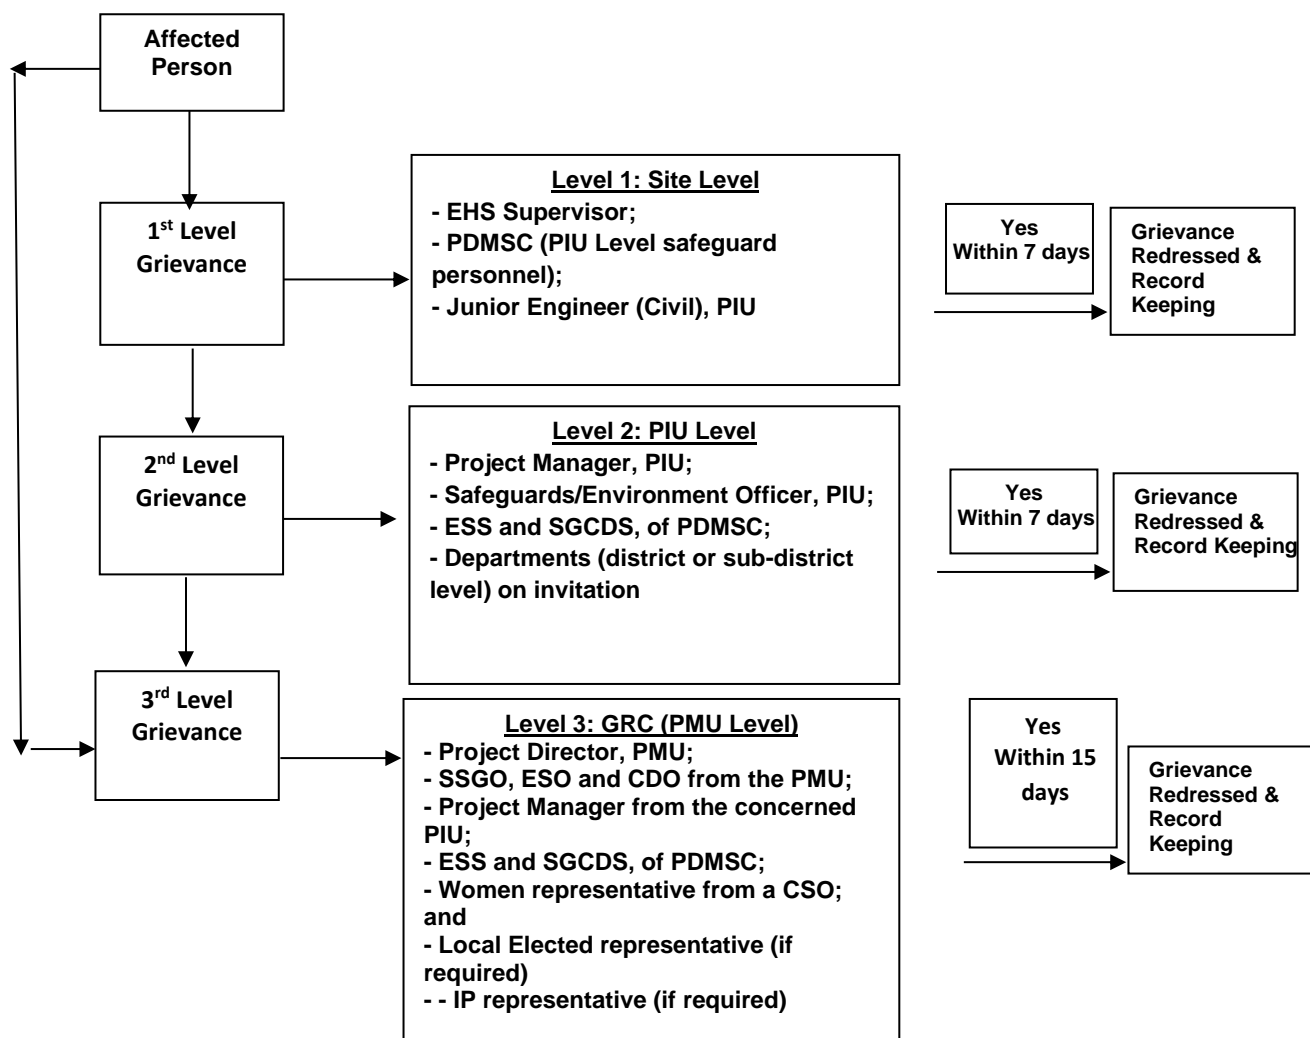 Affected
Person
1st Level
Grievance
Level 1: Site Level
- EHS Supervisor;
- PDMSC (PIU Level safeguard
personnel);
- Junior Engineer (Civil), PIU
Yes
Within 7 days
Grievance
Redressed &
Record
Keeping
2nd Level
Grievance
Level 2: PIU Level
- Project Manager, PIU;
- Safeguards/Environment Officer, PIU;
- ESS and SGCDS, of PDMSC;
- Departments (district or sub-district
level) on invitation
Yes
Within 7 days
Grievance
Redressed &
Record Keeping
3rd Level
Grievance
Level 3: GRC (PMU Level)
- Project Director, PMU;
- SSGO, ESO and CDO from the PMU;
- Project Manager from the concerned
PIU;
- ESS and SGCDS, of PDMSC;
- Women representative from a CSO;
and
- Local Elected representative (if
required)
- - IP representative (if required)
Yes
Within 15
days
Grievance
Redressed &
Record
Keeping